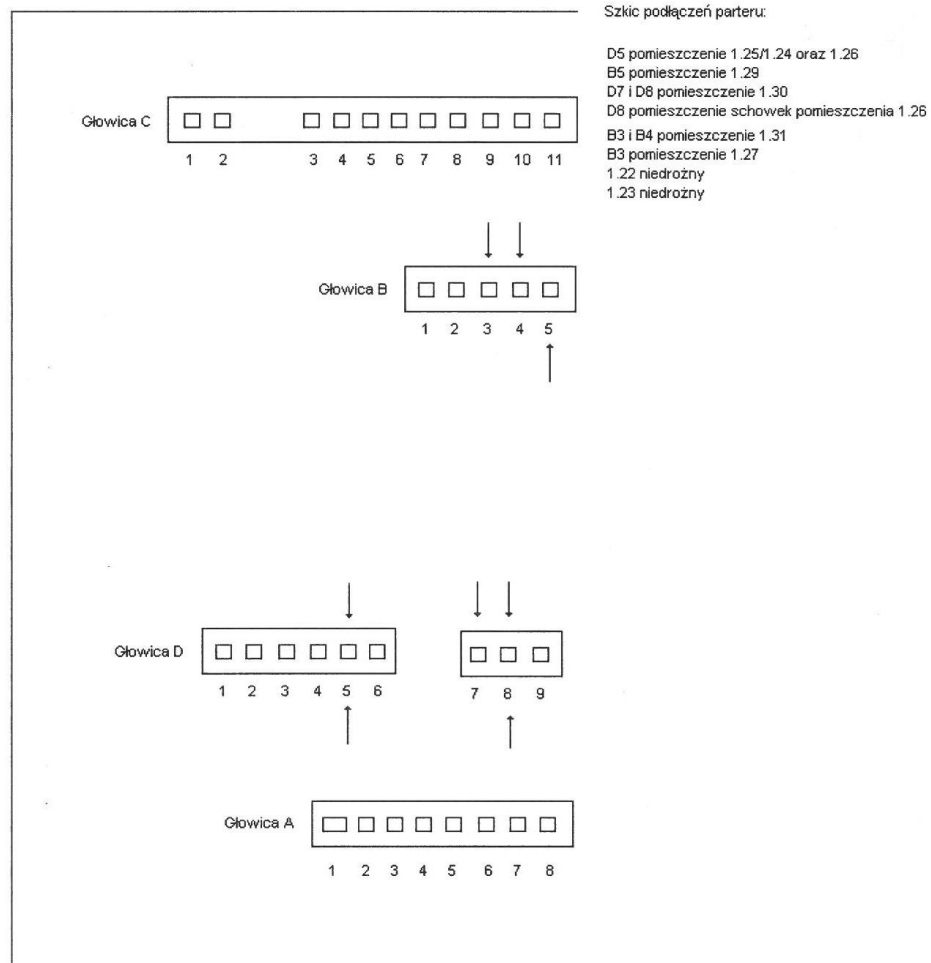 Szkic podłączeń parteru:
D5 pomieszczenie 1.25/1.24 oraz 1.26
B5 pomieszczenie 1.29
D7 i D8 pomieszczenie 1.30
D8 pomieszczenie schowek pomieszczenia 1.26
B3 i B4 pomieszczenie 1.31
B3 pomieszczenie 1.27
1.22 niedrożny
1.23 niedrożny
Głowica C
1 2 3 4 5 6 7 8 9 10 11
Głowica B
1 2 3 4 5
Głowica D
1 2 3 4 5 6 7 8 9
Głowica A
1 2 3 4 5 6 7 8